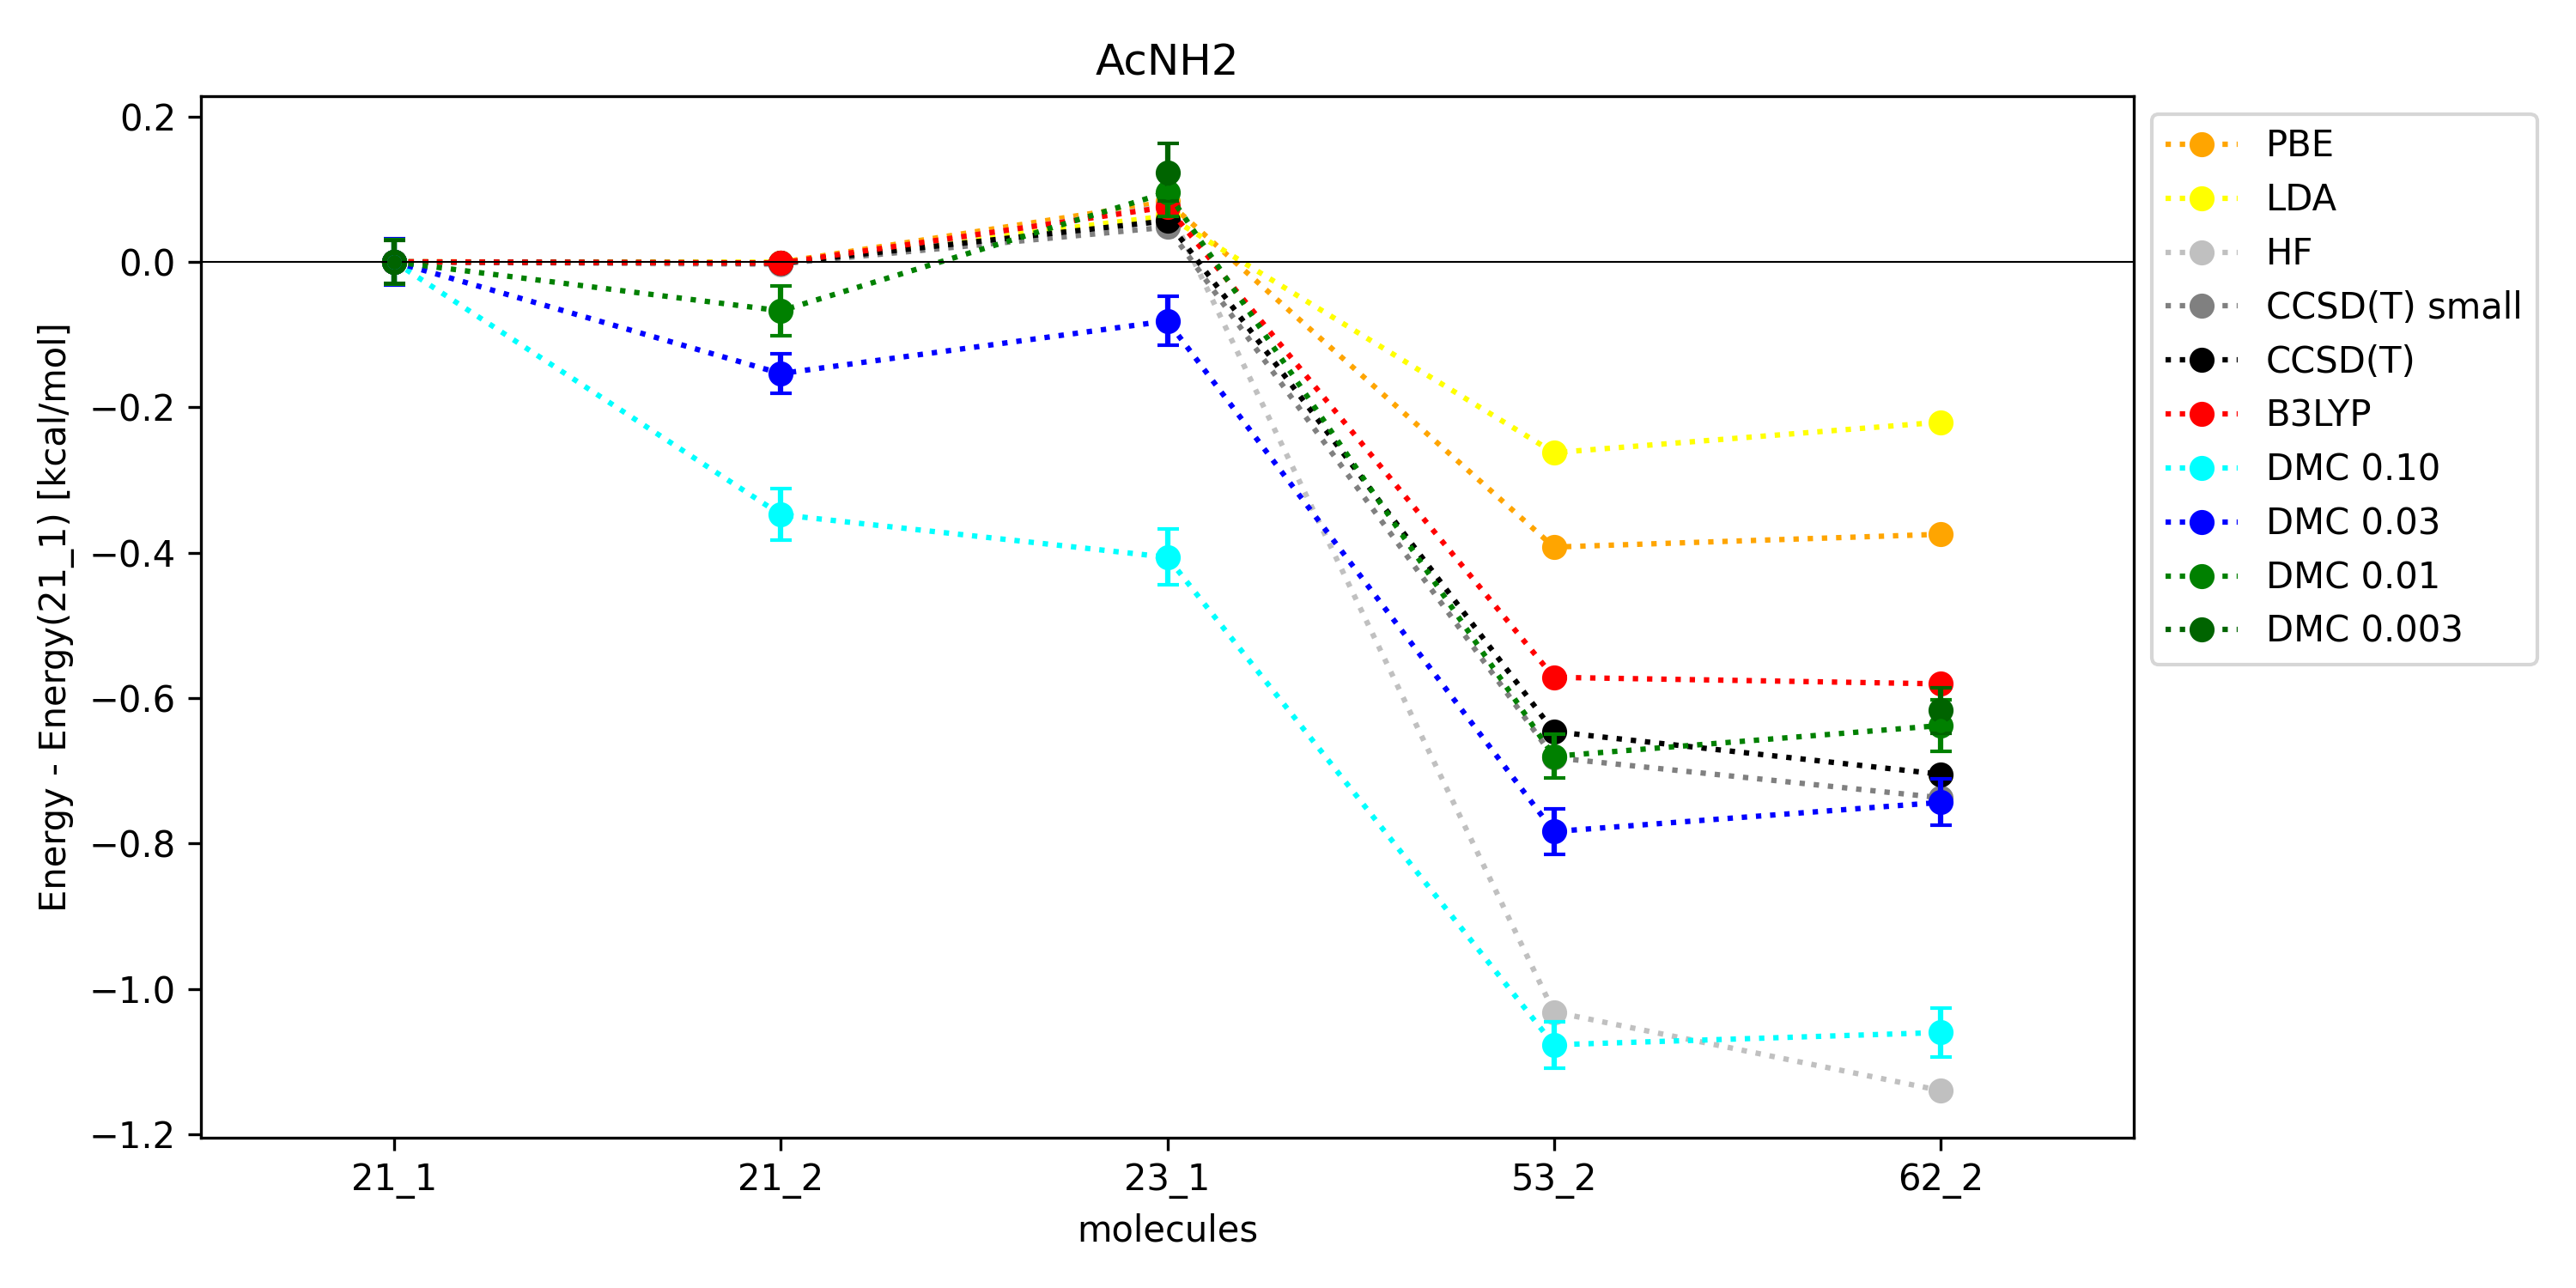 AcNH2
Energy - Energy(21_1) [kcal/mol]
0.2
0.0
−0.2
−0.4
−0.6
−0.8
−1.0
−1.2
21_1 21_2 23_1 53_2 62_2
molecules
PBE
LDA
HF
CCSD(T) small
CCSD(T)
B3LYP
DMC 0.10
DMC 0.03
DMC 0.01
DMC 0.003